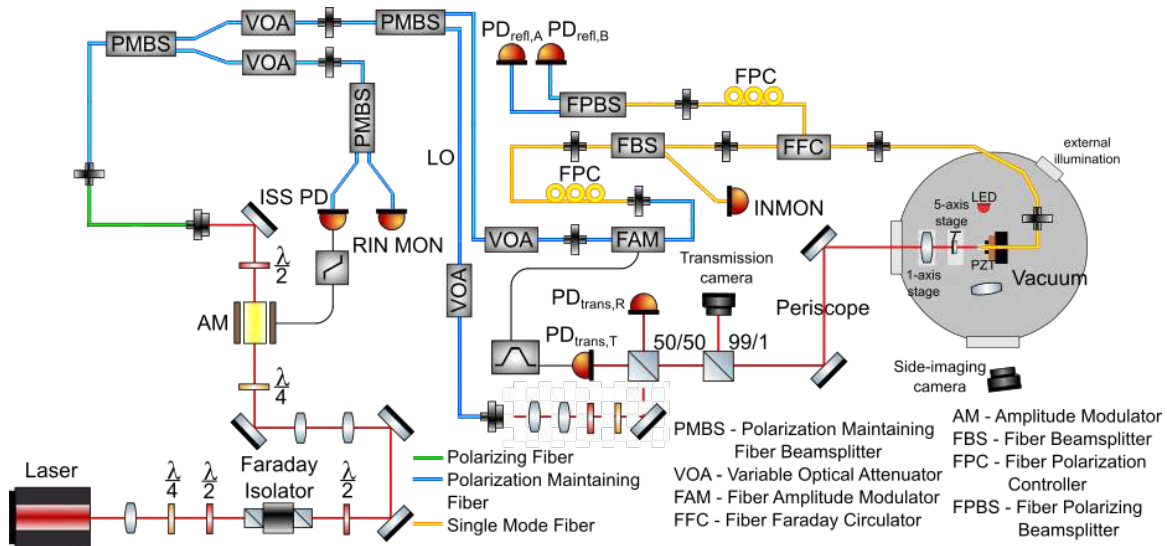 PMBS
VOA
VOA
PMBS
PMBS
PD_refl,A
PD_refl,B
FPC
FPBS
FBS
FFC
external
illumination
LO
FPC
ISS PD
RIN MON
INMON
VOA
FAM
LED
5-axis
stage
PZT
1-axis
stage
Vacuum
λ
2
AM
VOA
Transmission
camera
Periscope
PD_trans,R
PD_trans,T
50/50
99/1
λ
4
Side-imaging
camera
Laser
λ
4
λ
2
Faraday
Isolator
λ
2
Polarizing Fiber
Polarization Maintaining
Fiber
Single Mode Fiber
PMBS - Polarization Maintaining
Fiber Beamsplitter
VOA - Variable Optical Attenuator
FAM - Fiber Amplitude Modulator
FFC - Fiber Faraday Circulator
AM - Amplitude Modulator
FBS - Fiber Beamsplitter
FPC - Fiber Polarization
Controller
FPBS - Fiber Polarizing
Beamsplitter